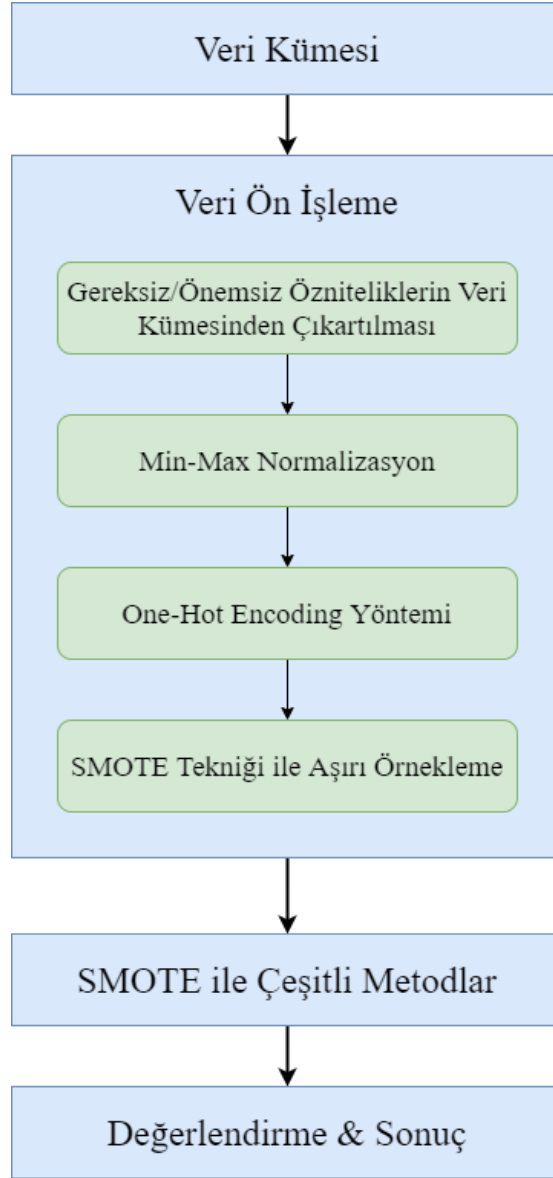 Veri Kümesi
Veri Ön İşleme
Gereksiz/Önemsiz Özniteliklerin Veri
Kümesinden Çıkartılması
Min-Max Normalizasyon
One-Hot Encoding Yöntemi
SMOTE Tekniği ile Aşırı Örnekleme
SMOTE ile Çeşitli Metodlar
Değerlendirme & Sonuç